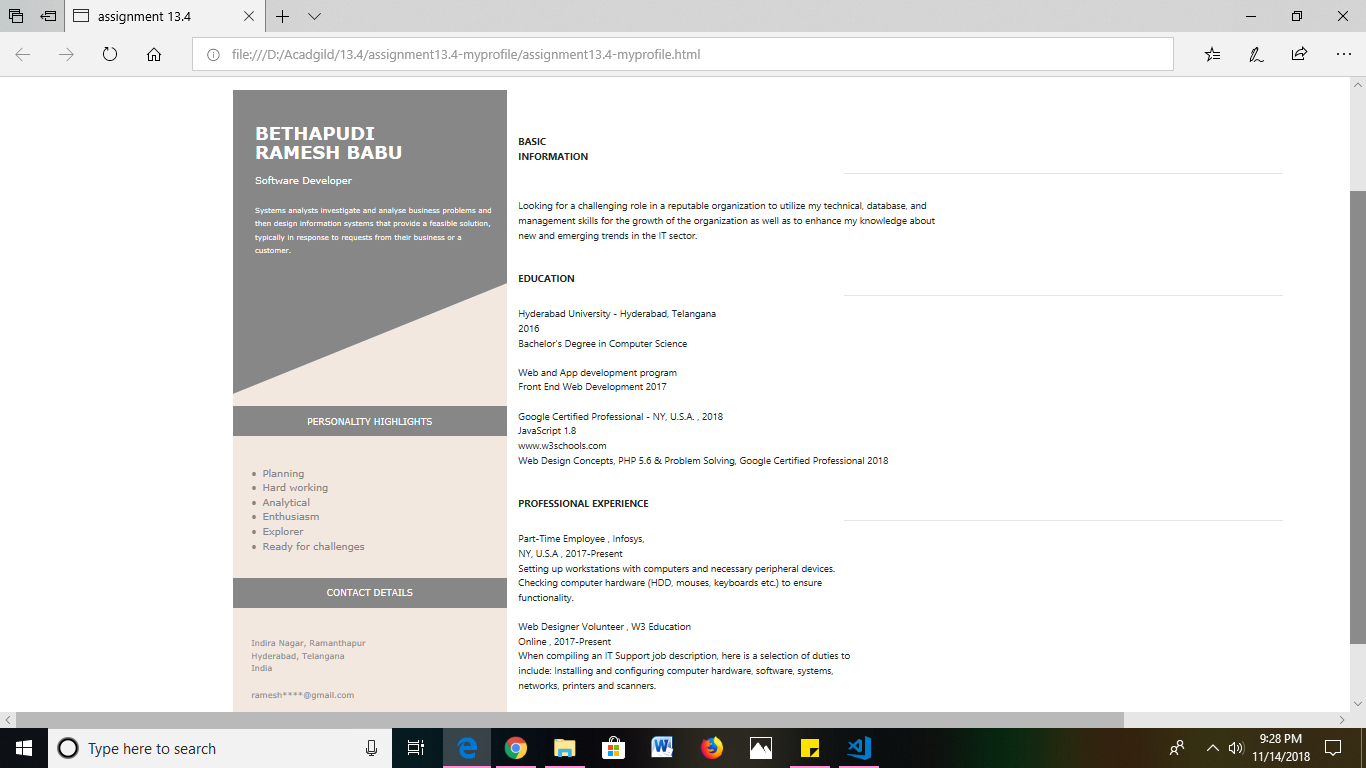 assignment 13.4
file:///D:/Acadgild/13.4/assignment13.4-myprofile/assignment13.4-myprofile.html
BETHAPUDI
RAMESH BABU
Software Developer
Systems analysts investigate and analyse business problems and
then design information systems that provide a feasible solution,
typically in response to requests from their business or a
customer.
PERSONALITY HIGHLIGHTS
• Planning
• Hard working
• Analytical
• Enthusiasm
• Explorer
• Ready for challenges
CONTACT DETAILS
Indira Nagar, Ramanthapur
Hyderabad, Telangana
India
ramesh****@gmail.com
BASIC
INFORMATION
Looking for a challenging role in a reputable organization to utilize my technical, database, and
management skills for the growth of the organization as well as to enhance my knowledge about
new and emerging trends in the IT sector.
EDUCATION
Hyderabad University - Hyderabad, Telangana
2016
Bachelor's Degree in Computer Science
Web and App development program
Front End Web Development 2017
Google Certified Professional - NY, U.S.A. , 2018
JavaScript 1.8
www.w3schools.com
Web Design Concepts, PHP 5.6 & Problem Solving, Google Certified Professional 2018
PROFESSIONAL EXPERIENCE
Part-Time Employee , Infosys,
NY, U.S.A , 2017-Present
Setting up workstations with computers and necessary peripheral devices.
Checking computer hardware (HDD, mouses, keyboards etc.) to ensure
functionality.
Web Designer Volunteer , W3 Education
Online , 2017-Present
When compiling an IT Support job description, here is a selection of duties to
include: Installing and configuring computer hardware, software, systems,
networks, printers and scanners.
Type here to search
9:28 PM
11/14/2018